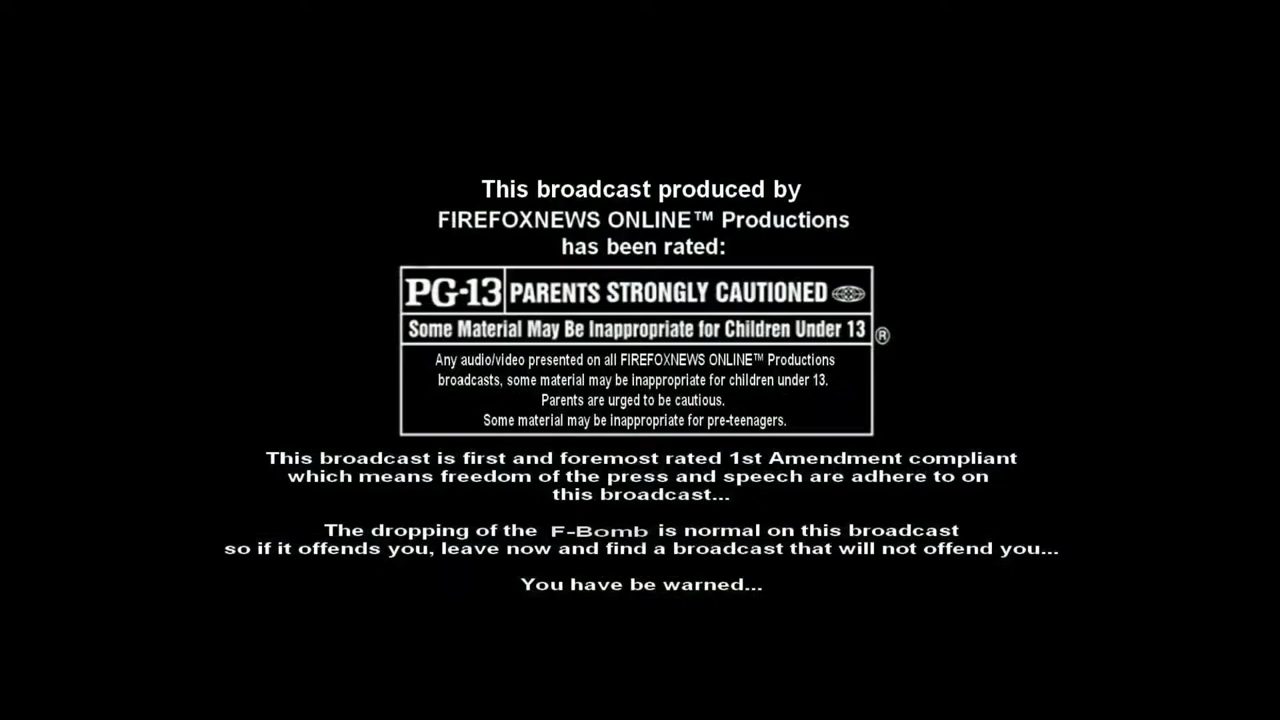 This broadcast produced by
FIREFOXNEWS ONLINE™ Productions
has been rated:
PG-13 PARENTS STRONGLY CAUTIONED
Some Material May Be Inappropriate for Children Under 13 ®
Any audio/video presented on all FIREFOXNEWS ONLINE™ Productions
broadcasts, some material may be inappropriate for children under 13.
Parents are urged to be cautious.
Some material may be inappropriate for pre-teenagers.
This broadcast is first and foremost rated 1st Amendment compliant
which means freedom of the press and speech are adhere to on
this broadcast...
The dropping of the F-Bomb is normal on this broadcast
so if it offends you, leave now and find a broadcast that will not offend you...
You have be warned...